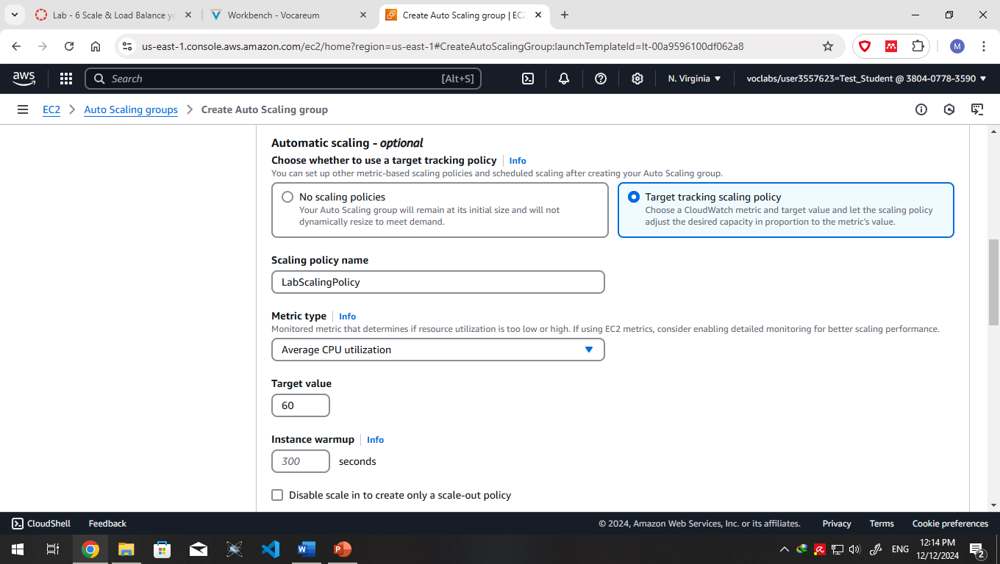 Lab - 6 Scale & Load Balance yo
Workbench - Vocareum
Create Auto Scaling group | EC2
us-east-1.console.aws.amazon.com/ec2/home?region=us-east-1#CreateAutoScalingGroup:launchTemplateId=lt-00a9596100df062a8
M
aws
Search
[Alt+S]
N. Virginia
voclabs/user3557623=Test_Student @ 3804-0778-3590
EC2
Auto Scaling groups
Create Auto Scaling group
Automatic scaling - optional
Choose whether to use a target tracking policy
Info
You can set up other metric-based scaling policies and scheduled scaling after creating your Auto Scaling group.
No scaling policies
Your Auto Scaling group will remain at its initial size and will not
dynamically resize to meet demand.
Target tracking scaling policy
Choose a CloudWatch metric and target value and let the scaling policy
adjust the desired capacity in proportion to the metric's value.
Scaling policy name
LabScalingPolicy
Metric type
Info
Monitored metric that determines if resource utilization is too low or high. If using EC2 metrics, consider enabling detailed monitoring for better scaling performance.
Average CPU utilization
Target value
60
Instance warmup
Info
300
seconds
Disable scale in to create only a scale-out policy
CloudShell
Feedback
© 2024, Amazon Web Services, Inc. or its affiliates.
Privacy
Terms
Cookie preferences
ENG
12:14 PM
12/12/2024
2